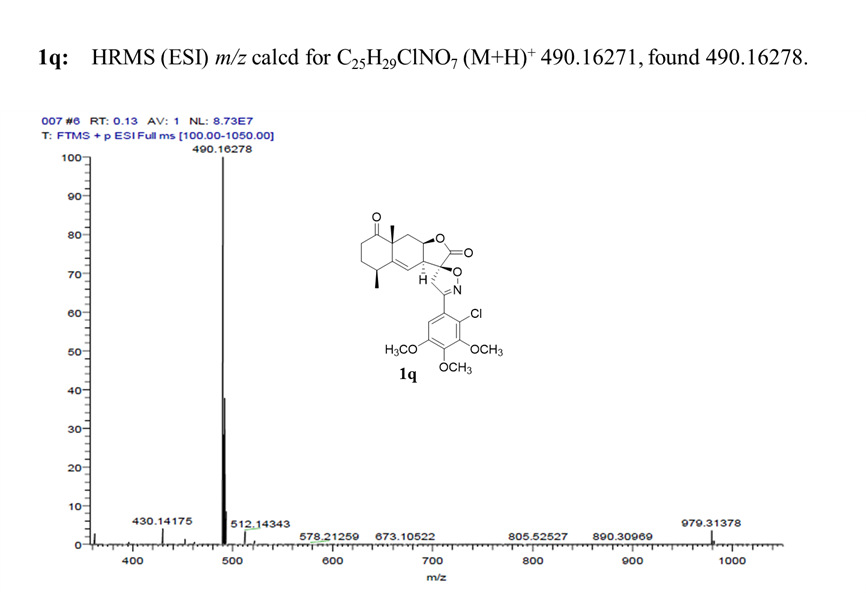 1q: HRMS (ESI) m/z calcd for C25H29ClNO7 (M+H)+ 490.16271, found 490.16278.
007 #6 RT: 0.13 AV: 1 NL: 8.73E7
T: FTMS + p ESI Full ms [100.00-1050.00]
490.16278
100
90
80
70
60
50
40
30
20
10
0
O
O
O
O
H
N
Cl
H3CO
OCH3
OCH3
1q
430.14175
512.14343
578.21259
673.10522
805.52527
890.30969
979.31378
400
500
600
700
800
900
1000
m/z